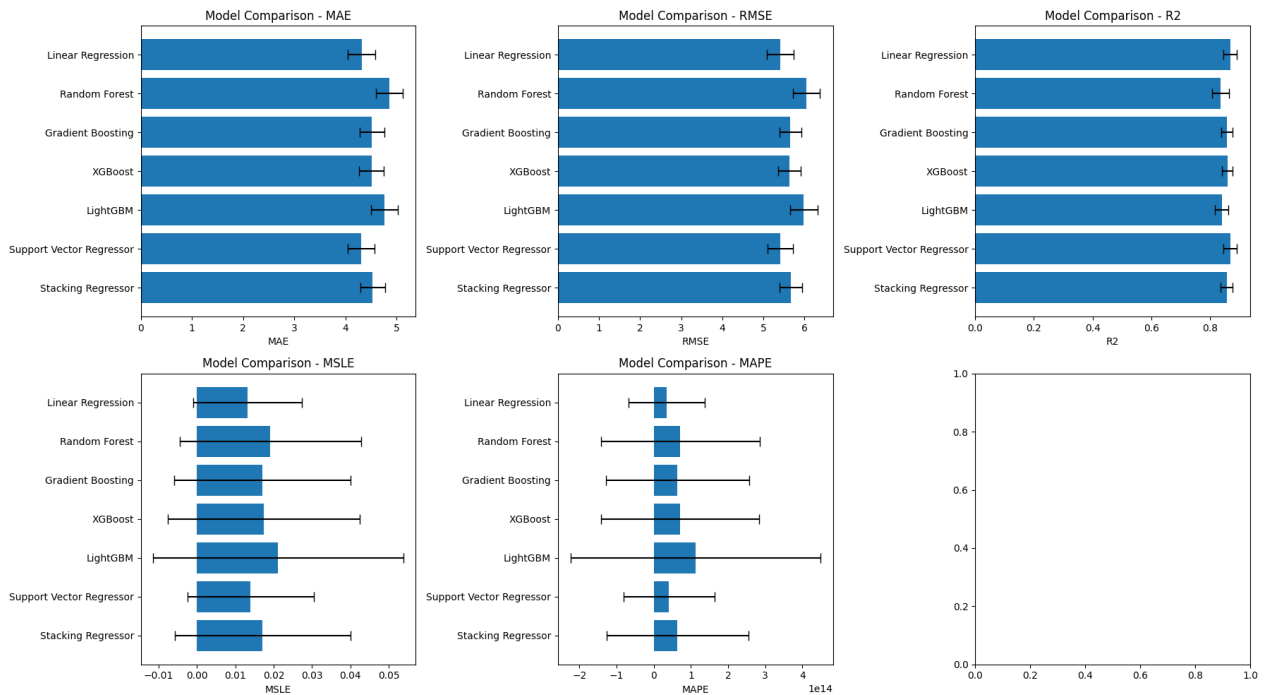 Model Comparison - MAE
Linear Regression
Random Forest
Gradient Boosting
XGBoost
LightGBM
Support Vector Regressor
Stacking Regressor
0 1 2 3 4 5
MAE
Model Comparison - RMSE
Linear Regression
Random Forest
Gradient Boosting
XGBoost
LightGBM
Support Vector Regressor
Stacking Regressor
0 1 2 3 4 5 6
RMSE
Model Comparison - R2
Linear Regression
Random Forest
Gradient Boosting
XGBoost
LightGBM
Support Vector Regressor
Stacking Regressor
0.0 0.2 0.4 0.6 0.8
R2
Model Comparison - MSLE
Linear Regression
Random Forest
Gradient Boosting
XGBoost
LightGBM
Support Vector Regressor
Stacking Regressor
−0.01 0.00 0.01 0.02 0.03 0.04 0.05
MSLE
Model Comparison - MAPE
Linear Regression
Random Forest
Gradient Boosting
XGBoost
LightGBM
Support Vector Regressor
Stacking Regressor
−2 −1 0 1 2 3 4
1e14
MAPE
1.0
0.8
0.6
0.4
0.2
0.0
0.0 0.2 0.4 0.6 0.8 1.0